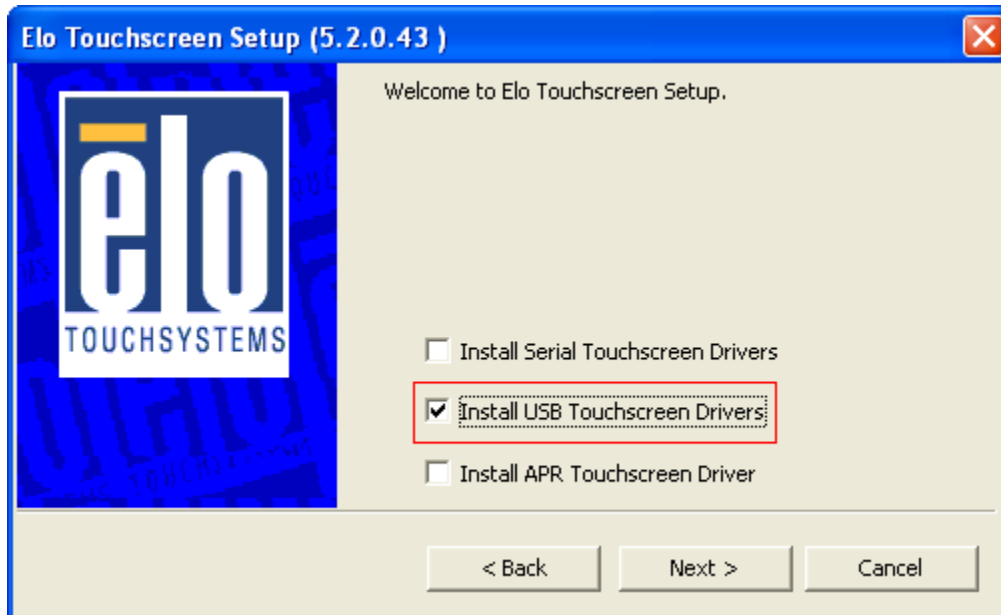 Elo Touchscreen Setup (5.2.0.43 )
Welcome to Elo Touchscreen Setup.
ēlo
TOUCHSYSTEMS
Install Serial Touchscreen Drivers
Install USB Touchscreen Drivers
Install APR Touchscreen Driver
< Back
Next >
Cancel